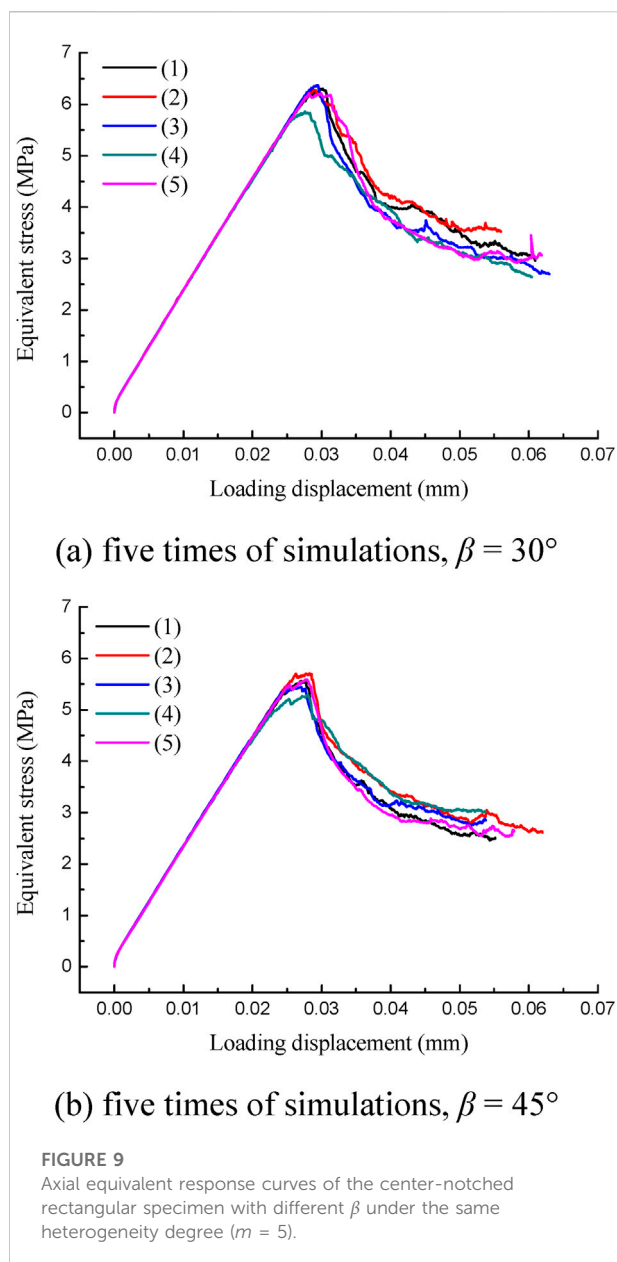 7
6
5
4
3
2
1
0
Equivalent stress (MPa)
(1)
(2)
(3)
(4)
(5)
0.00 0.01 0.02 0.03 0.04 0.05 0.06 0.07
Loading displacement (mm)
(a) five times of simulations, β = 30°
7
6
5
4
3
2
1
0
Equivalent stress (MPa)
(1)
(2)
(3)
(4)
(5)
0.00 0.01 0.02 0.03 0.04 0.05 0.06 0.07
Loading displacement (mm)
(b) five times of simulations, β = 45°
FIGURE 9
Axial equivalent response curves of the center-notched
rectangular specimen with different β under the same
heterogeneity degree (m = 5).